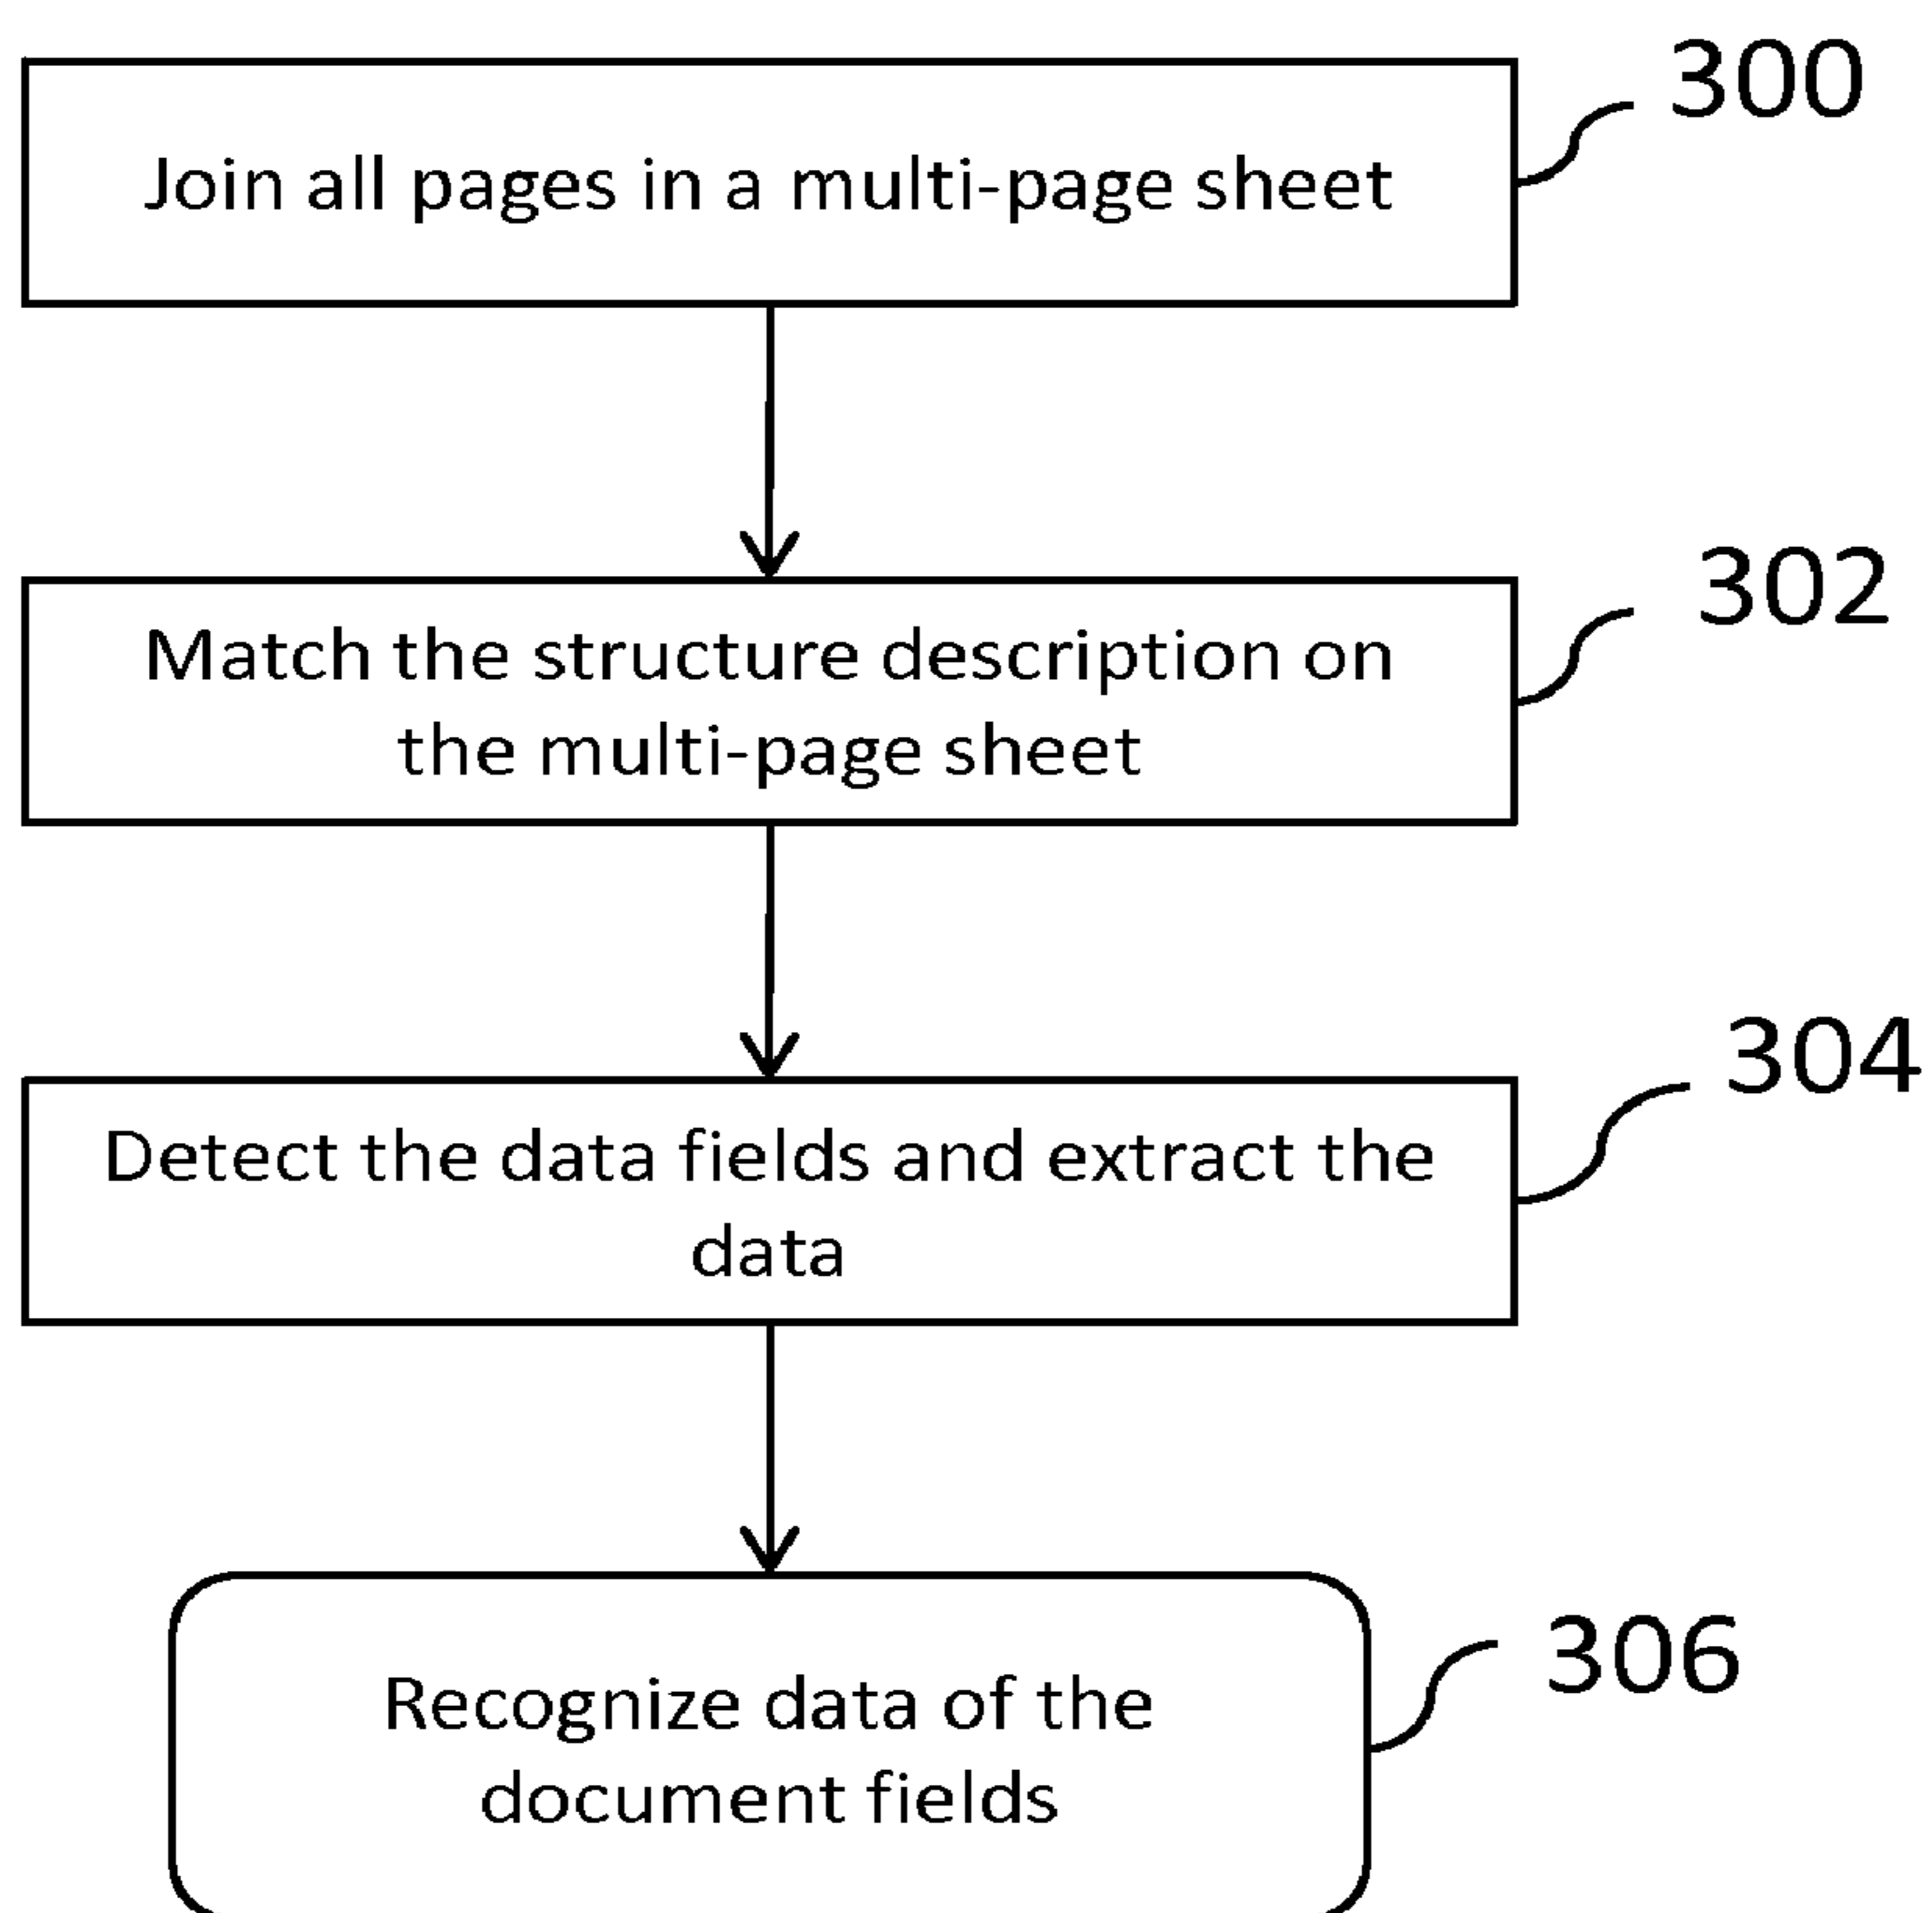 300
Join all pages in a multi-page sheet
302
Match the structure description on
the multi-page sheet
304
Detect the data fields and extract the
data
306
Recognize data of the
document fields